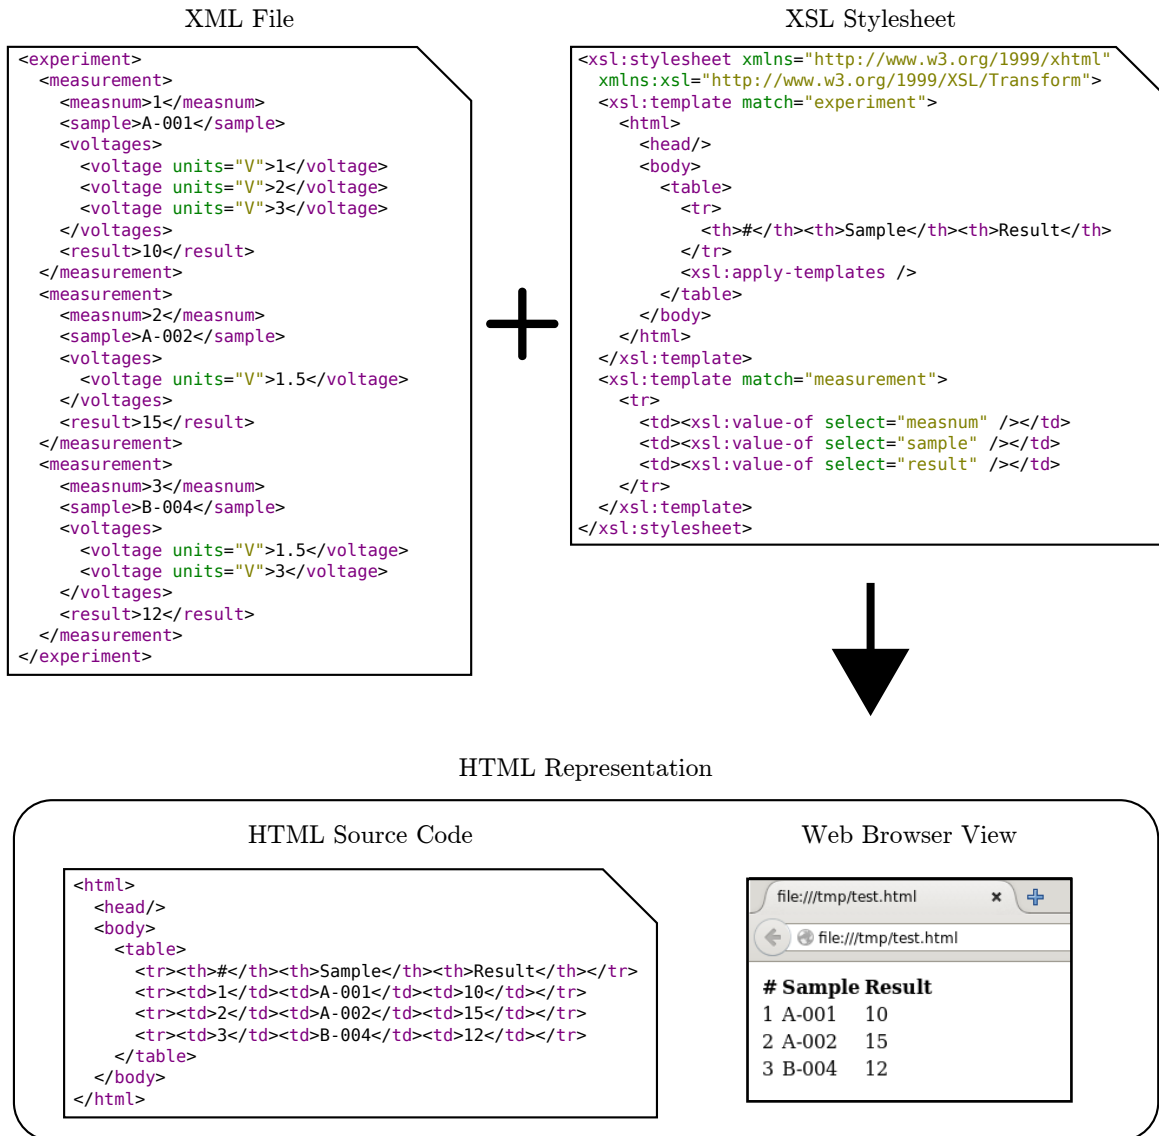 XML File
<experiment>
  <measurement>
    <measnum>1</measnum>
    <sample>A-001</sample>
    <voltages>
      <voltage units="V">1</voltage>
      <voltage units="V">2</voltage>
      <voltage units="V">3</voltage>
    </voltages>
    <result>10</result>
  </measurement>
  <measurement>
    <measnum>2</measnum>
    <sample>A-002</sample>
    <voltages>
      <voltage units="V">1.5</voltage>
    </voltages>
    <result>15</result>
  </measurement>
  <measurement>
    <measnum>3</measnum>
    <sample>B-004</sample>
    <voltages>
      <voltage units="V">1.5</voltage>
      <voltage units="V">3</voltage>
    </voltages>
    <result>12</result>
  </measurement>
</experiment>
XSL Stylesheet
<xsl:stylesheet xmlns="http://www.w3.org/1999/xhtml"
  xmlns:xsl="http://www.w3.org/1999/XSL/Transform">
  <xsl:template match="experiment">
    <html>
      <head/>
      <body>
        <table>
          <tr>
            <th>#</th><th>Sample</th><th>Result</th>
          </tr>
          <xsl:apply-templates />
        </table>
      </body>
    </html>
  </xsl:template>
  <xsl:template match="measurement">
    <tr>
      <td><xsl:value-of select="measnum" /></td>
      <td><xsl:value-of select="sample" /></td>
      <td><xsl:value-of select="result" /></td>
    </tr>
  </xsl:template>
</xsl:stylesheet>
HTML Representation
HTML Source Code
<html>
  <head/>
  <body>
    <table>
      <tr><th>#</th><th>Sample</th><th>Result</th></tr>
      <tr><td>1</td><td>A-001</td><td>10</td></tr>
      <tr><td>2</td><td>A-002</td><td>15</td></tr>
      <tr><td>3</td><td>B-004</td><td>12</td></tr>
    </table>
  </body>
</html>
Web Browser View
file:///tmp/test.html
file:///tmp/test.html
# Sample Result
1 A-001 10
2 A-002 15
3 B-004 12